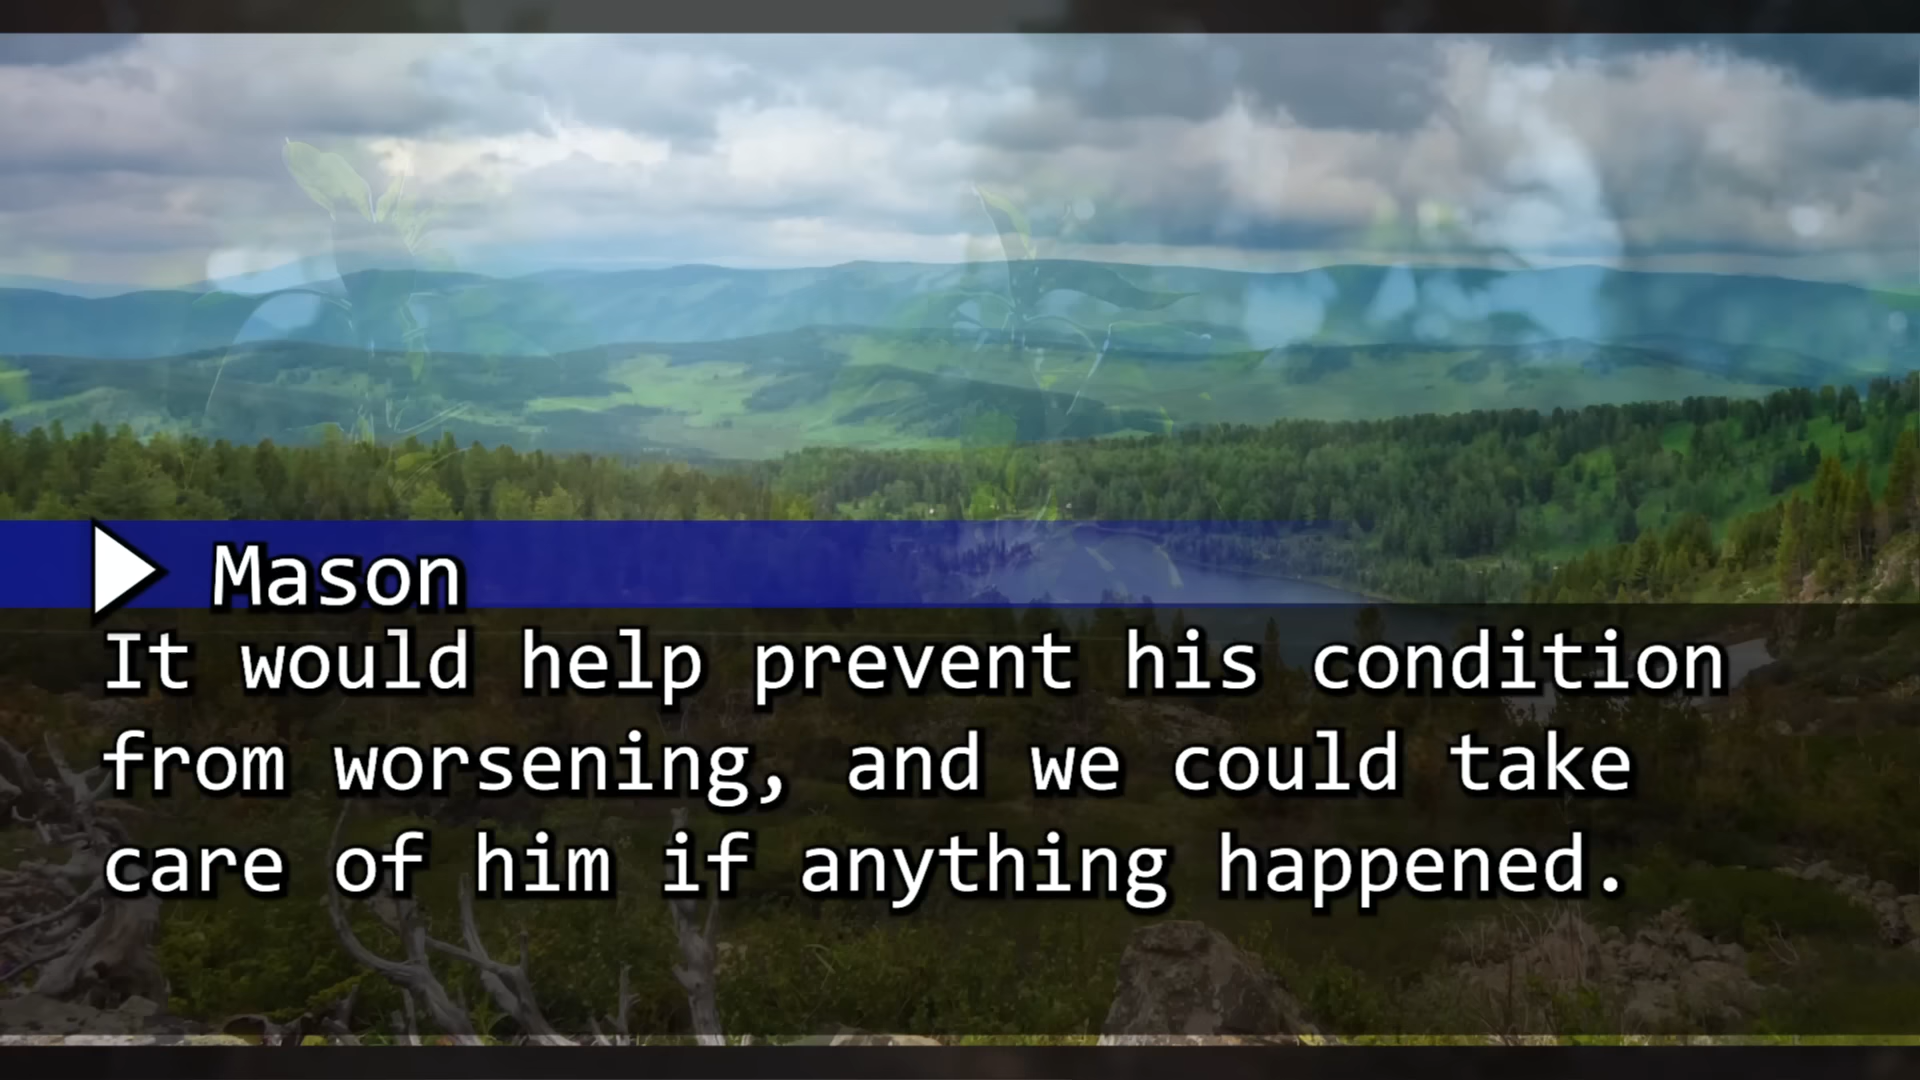 Mason
It would help prevent his condition
from worsening, and we could take
care of him if anything happened.